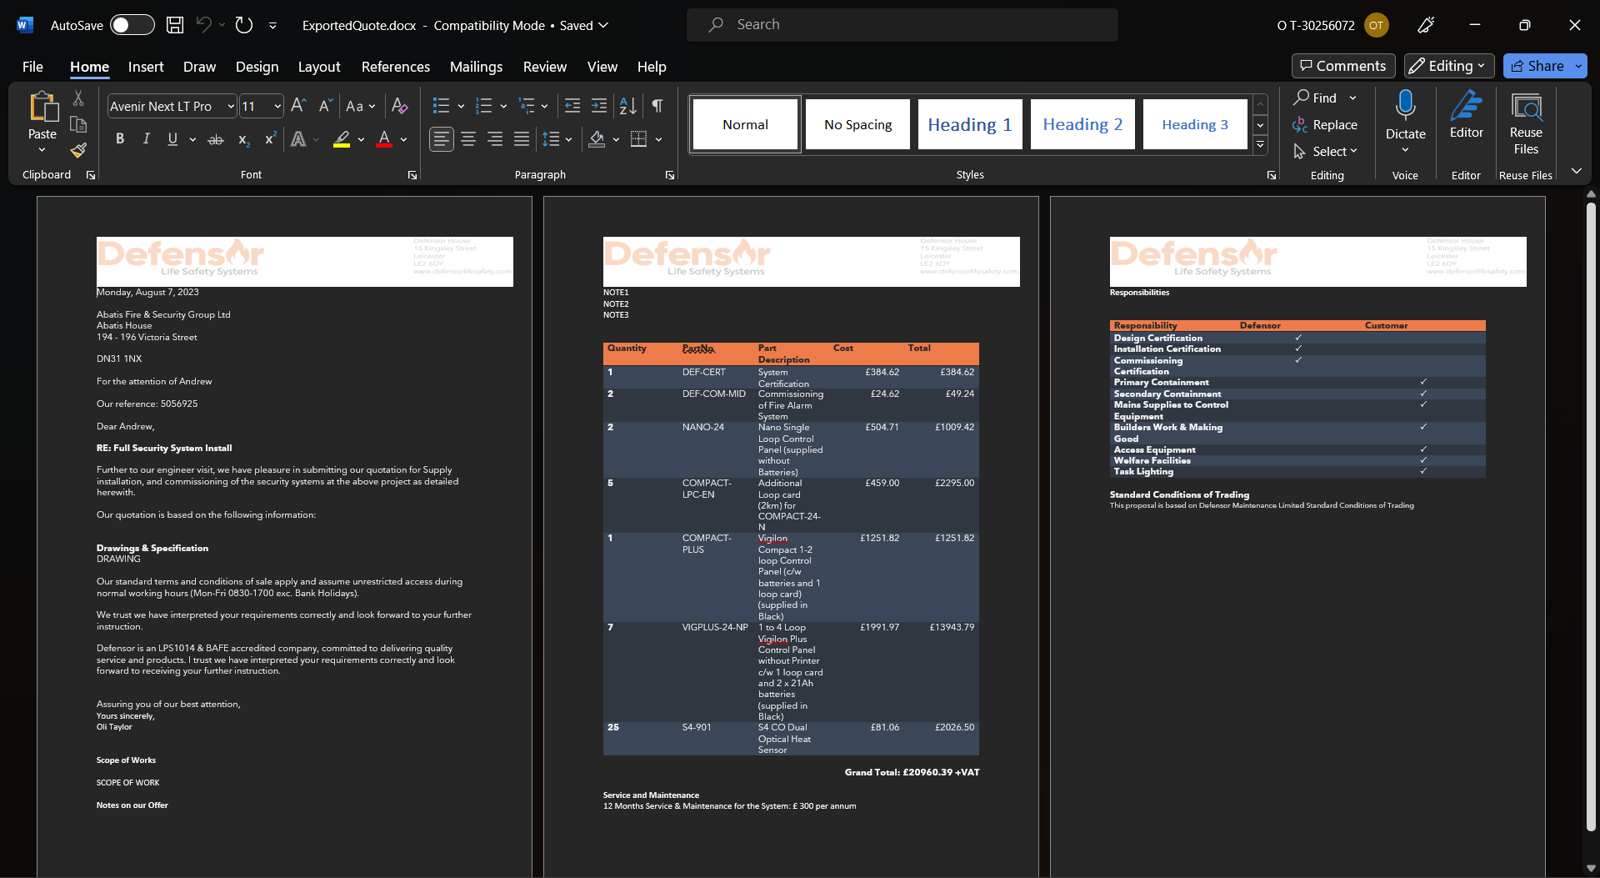 AutoSave
ExportedQuote.docx - Compatibility Mode • Saved
Search
O T-30256072
OT
File Home Insert Draw Design Layout References Mailings Review View Help
Comments Editing Share
Paste
Avenir Next LT Pro 11
Aa
B I U ab x₂ x² A A
Normal No Spacing Heading 1 Heading 2 Heading 3
Find
Replace
Select
Dictate
Editor
Reuse Files
Clipboard Font Paragraph Styles Editing Voice Editor Reuse Files
Defensor
Life Safety Systems
Defensor House
15 Kingsley Street
Leicester
LE2 6DY
www.defensorlifesafety.com
Monday, August 7, 2023
Abatis Fire & Security Group Ltd
Abatis House
194 - 196 Victoria Street
DN31 1NX
For the attention of Andrew
Our reference: 5056925
Dear Andrew,
RE: Full Security System Install
Further to our engineer visit, we have pleasure in submitting our quotation for Supply
installation, and commissioning of the security systems at the above project as detailed
herewith.
Our quotation is based on the following information:
Drawings & Specification
DRAWING
Our standard terms and conditions of sale apply and assume unrestricted access during
normal working hours (Mon-Fri 0830-1700 exc. Bank Holidays).
We trust we have interpreted your requirements correctly and look forward to your further
instruction.
Defensor is an LPS1014 & BAFE accredited company, committed to delivering quality
service and products. I trust we have interpreted your requirements correctly and look
forward to receiving your further instruction.
Assuring you of our best attention,
Yours sincerely,
Oli Taylor
Scope of Works
SCOPE OF WORK
Notes on our Offer
Defensor
Life Safety Systems
Defensor House
15 Kingsley Street
Leicester
LE2 6DY
www.defensorlifesafety.com
NOTE1
NOTE2
NOTE3
Quantity PartNo Part Cost Total
Description
1 DEF-CERT System £384.62 £384.62
Certification
2 DEF-COM-MID Commissioning £24.62 £49.24
of Fire Alarm
System
2 NANO-24 Nano Single £504.71 £1009.42
Loop Control
Panel (supplied
without
Batteries)
5 COMPACT- Additional £459.00 £2295.00
LPC-EN Loop card
(2km) for
COMPACT-24-
N
1 COMPACT- Vigilon £1251.82 £1251.82
PLUS Compact 1-2
loop Control
Panel (c/w
batteries and 1
loop card)
(supplied in
Black)
7 VIGPLUS-24-NP 1 to 4 Loop £1991.97 £13943.79
Vigilon Plus
Control Panel
without Printer
c/w 1 loop card
and 2 x 21Ah
batteries
(supplied in
Black)
25 S4-901 S4 CO Dual £81.06 £2026.50
Optical Heat
Sensor
Grand Total: £20960.39 +VAT
Service and Maintenance
12 Months Service & Maintenance for the System: £ 300 per annum
Defensor
Life Safety Systems
Defensor House
15 Kingsley Street
Leicester
LE2 6DY
www.defensorlifesafety.com
Responsibilities
Responsibility Defensor Customer
Design Certification ✓
Installation Certification ✓
Commissioning ✓
Certification
Primary Containment ✓
Secondary Containment ✓
Mains Supplies to Control ✓
Equipment
Builders Work & Making ✓
Good
Access Equipment ✓
Welfare Facilities ✓
Task Lighting ✓
Standard Conditions of Trading
This proposal is based on Defensor Maintenance Limited Standard Conditions of Trading